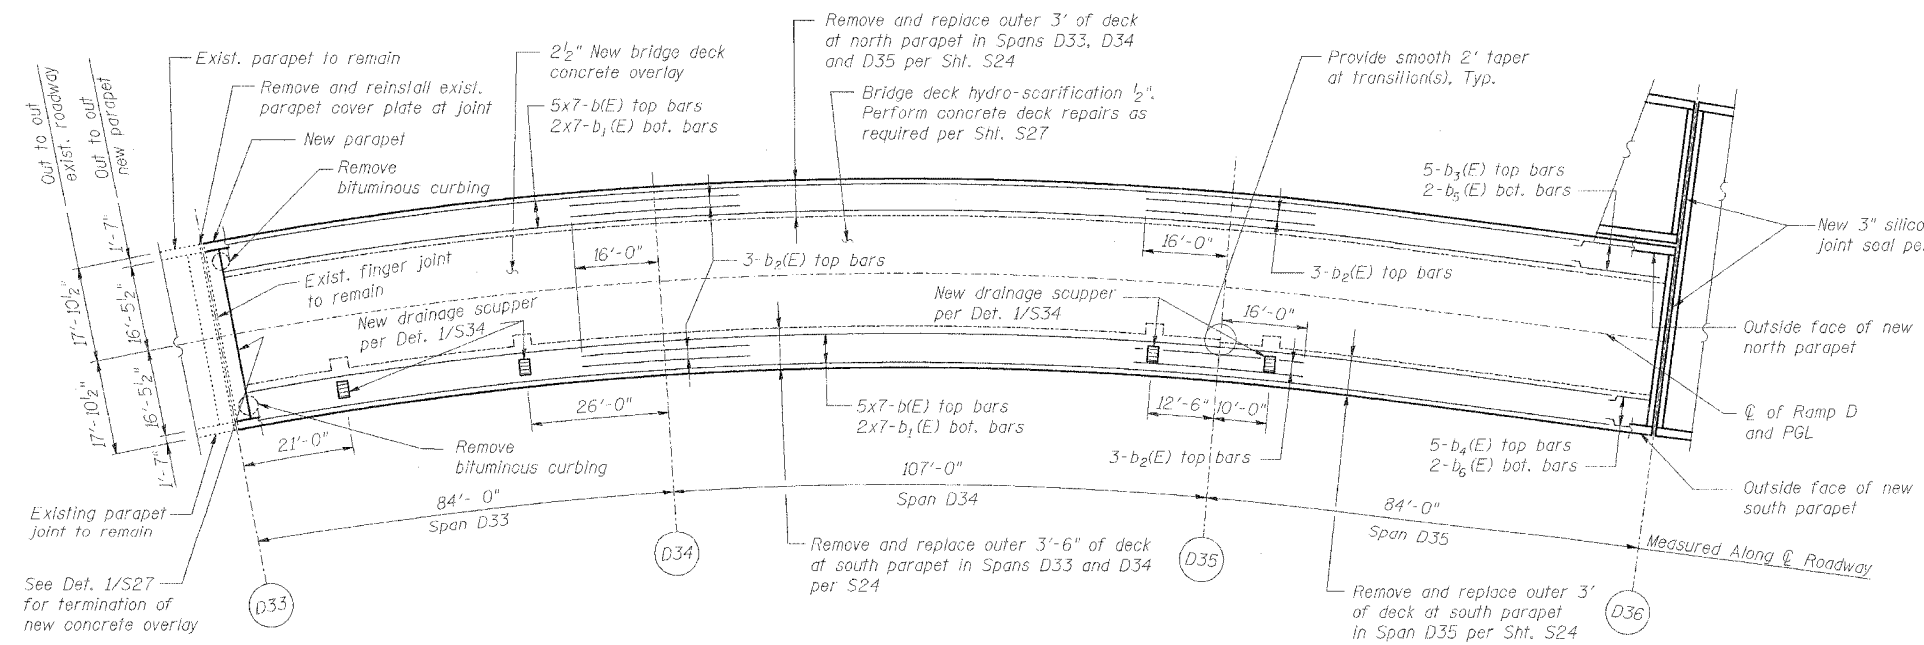 Remove and replace outer 3' of deck
at north parapet in Spans D33, D34
and D35 per Sht. S24
2½" New bridge deck
concrete overlay
Provide smooth 2' taper
at transition(s), Typ.
Exist. parapet to remain
Remove and reinstall exist.
parapet cover plate at joint
Bridge deck hydro-scarification ½".
Perform concrete deck repairs as
required per Sht. S27
5x7-b(E) top bars
2x7-b₁(E) bot. bars
Out to out
exist. roadway
Out to out
new parapet
New parapet
Remove
bituminous curbing
5-b₃(E) top bars
2-b₅(E) bot. bars
New 3" silico
joint seal pe
1'-7"
17'-10½"
16'-5½"
17'-10½"
16'-5½"
1'-7"
16'-0"
16'-0"
3-b₂(E) top bars
3-b₂(E) top bars
Exist. finger joint
to remain
New drainage scupper
per Det. 1/S34
New drainage scupper
per Det. 1/S34
16'-0"
Outside face of new
north parapet
26'-0"
12'-6"
10'-0"
21'-0"
5x7-b(E) top bars
2x7-b₁(E) bot. bars
℄ of Ramp D
and PGL
Remove
bituminous curbing
3-b₂(E) top bars
5-b₄(E) top bars
2-b₆(E) bot. bars
84'-0"
Span D33
107'-0"
Span D34
84'-0"
Span D35
Outside face of new
south parapet
Existing parapet
joint to remain
Measured Along ℄ Roadway
D34
D35
Remove and replace outer 3'-6" of deck
at south parapet in Spans D33 and D34
per S24
See Det. 1/S27
for termination of
new concrete overlay
D33
D36
Remove and replace outer 3'
of deck at south parapet
in Span D35 per Sht. S24